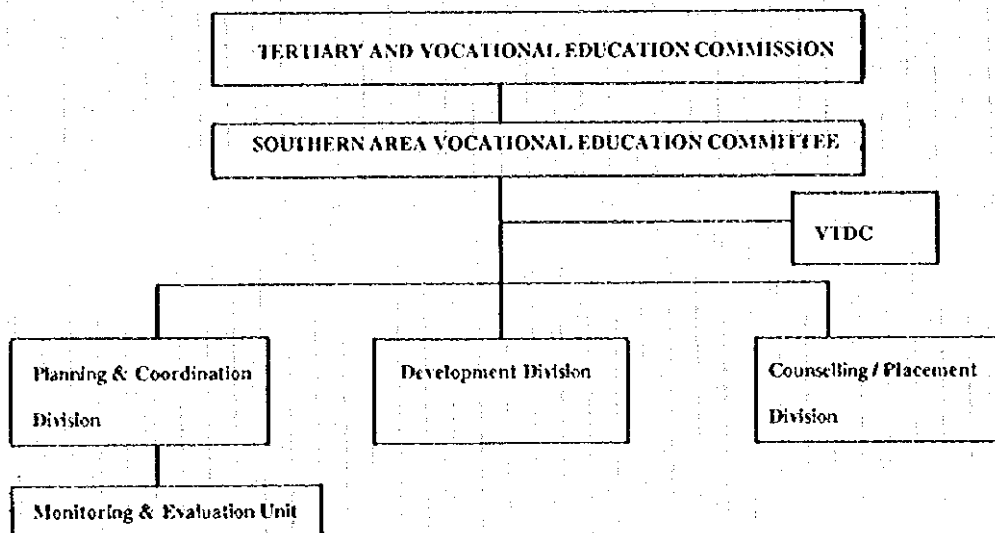 TERTIARY AND VOCATIONAL EDUCATION COMMISSION
SOUTHERN AREA VOCATIONAL EDUCATION COMMITTEE
VTDC
Planning & Coordination
Division
Development Division
Counselling / Placement
Division
Monitoring & Evaluation Unit